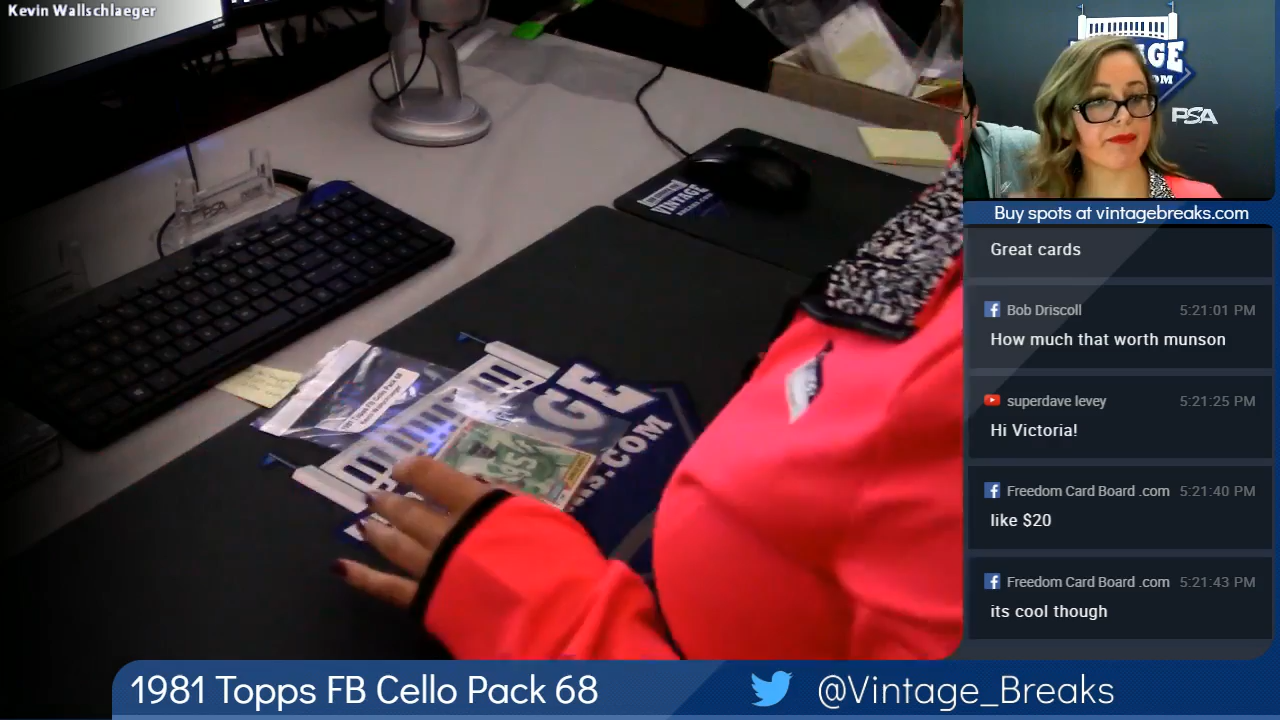 Kevin Wallschlaeger
VINTAGE
PSA
Buy spots at vintagebreaks.com
Great cards
Bob Driscoll 5:21:01 PM
How much that worth munson
superdave levey 5:21:25 PM
Hi Victoria!
Freedom Card Board .com 5:21:40 PM
like $20
Freedom Card Board .com 5:21:43 PM
its cool though
1981 Topps FB Cello Pack 68
@Vintage_Breaks